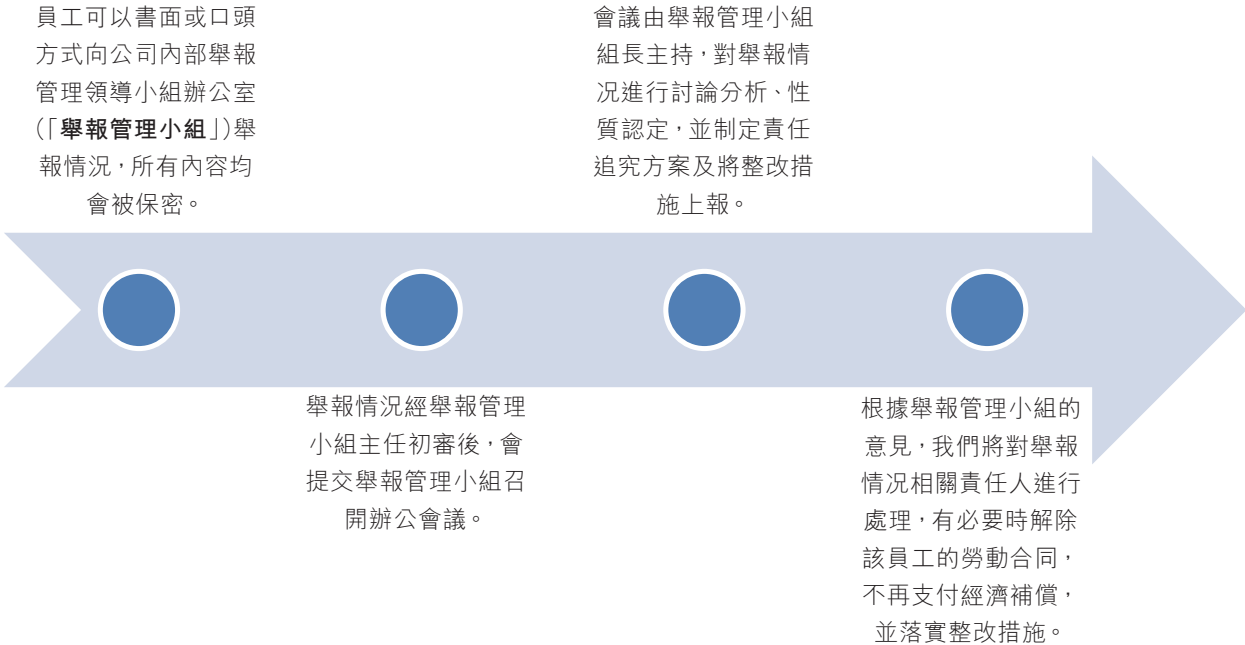 員工可以書面或口頭
方式向公司內部舉報
管理領導小組辦公室
(「舉報管理小組」)舉
報情況，所有內容均
會被保密。
舉報情況經舉報管理
小組主任初審後，會
提交舉報管理小組召
開辦公會議。
會議由舉報管理小組
組長主持，對舉報情
況進行討論分析、性
質認定，並制定責任
追究方案及將整改措
施上報。
根據舉報管理小組的
意見，我們將對舉報
情況相關責任人進行
處理，有必要時解除
該員工的勞動合同，
不再支付經濟補償，
並落實整改措施。